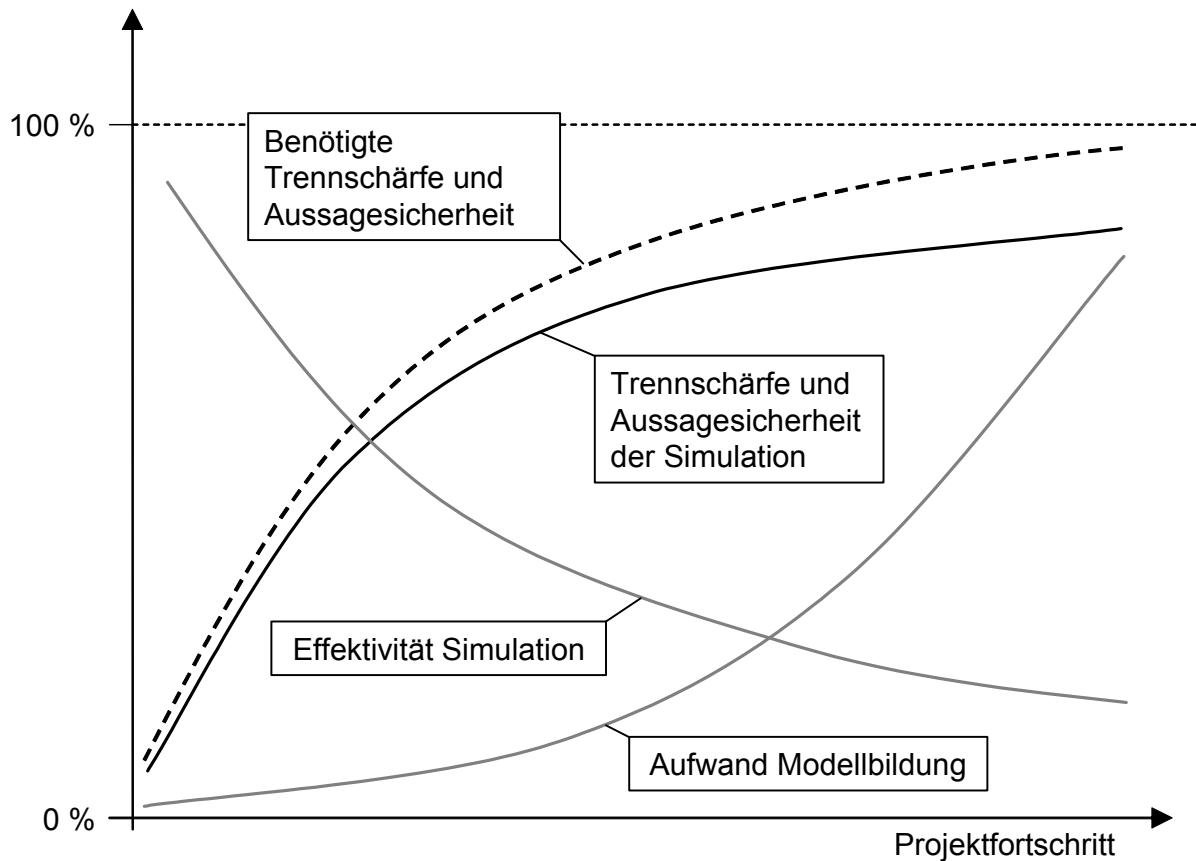 100 %
Benötigte
Trennschärfe und
Aussagesicherheit
Trennschärfe und
Aussagesicherheit
der Simulation
Effektivität Simulation
Aufwand Modellbildung
0 %
Projektfortschritt